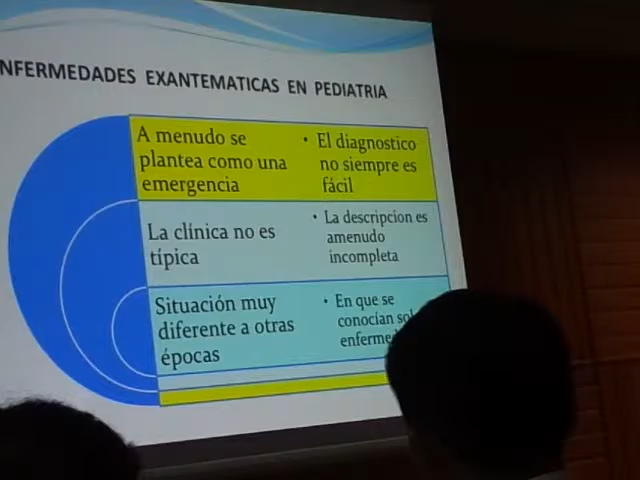 NFERMEDADES EXANTEMATICAS EN PEDIATRIA
A menudo se
plantea como una
emergencia
• El diagnostico
no siempre es
fácil
La clínica no es
típica
• La descripcion es
amenudo
incompleta
Situación muy
diferente a otras
épocas
• En que se
conocian